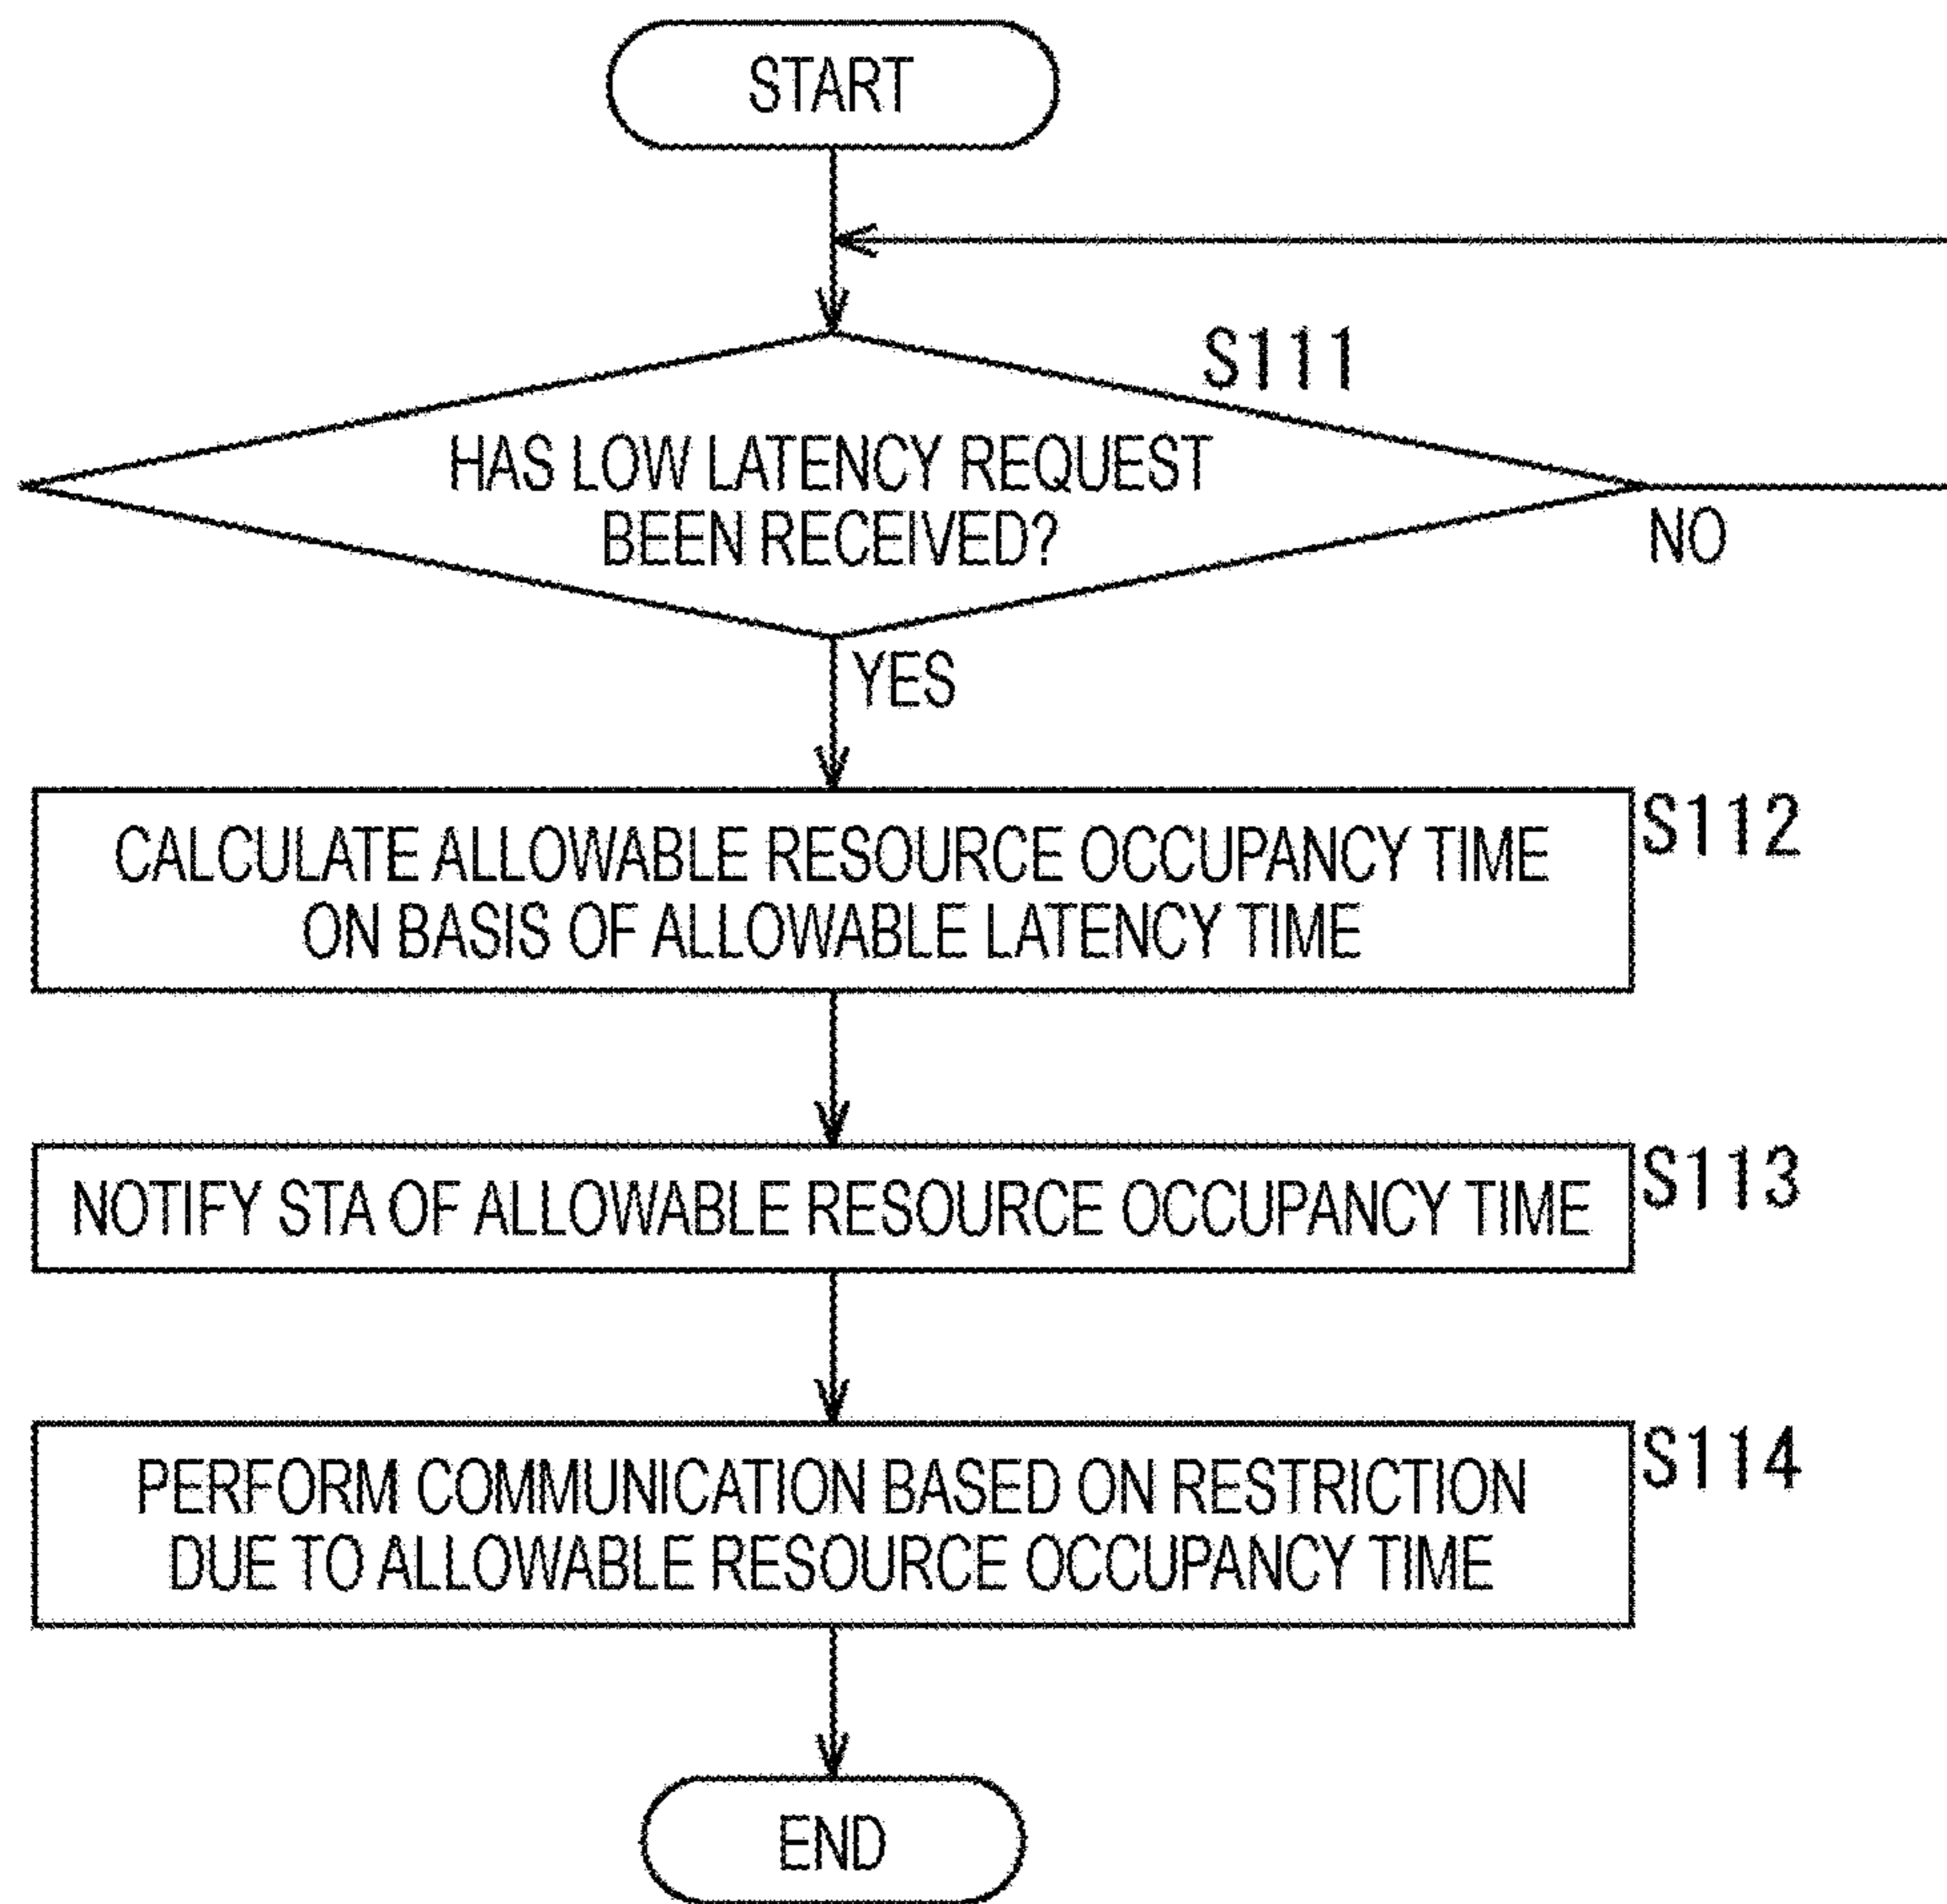 START
S111
HAS LOW LATENCY REQUEST
BEEN RECEIVED?
NO
YES
S112
CALCULATE ALLOWABLE RESOURCE OCCUPANCY TIME
ON BASIS OF ALLOWABLE LATENCY TIME
S113
NOTIFY STA OF ALLOWABLE RESOURCE OCCUPANCY TIME
S114
PERFORM COMMUNICATION BASED ON RESTRICTION
DUE TO ALLOWABLE RESOURCE OCCUPANCY TIME
END